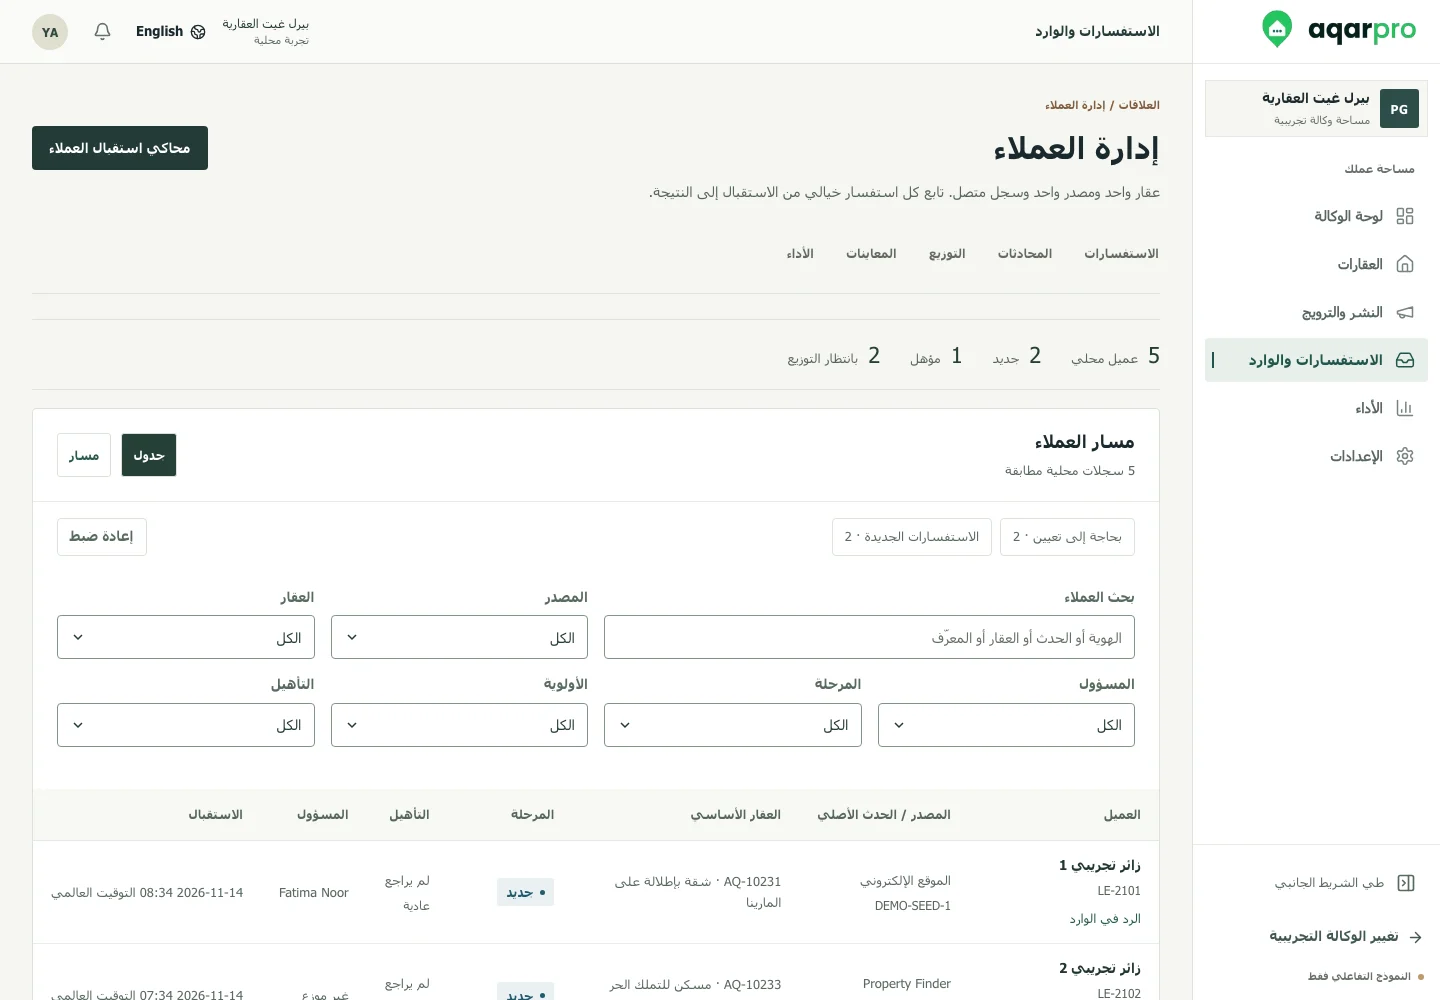 aqarpro
الاستفسارات والوارد
بيرل غيت العقارية
تجربة محلية
English
YA
PG
بيرل غيت العقارية
مساحة وكالة تجريبية
مساحة عملك
لوحة الوكالة
العقارات
النشر والترويج
الاستفسارات والوارد
الأداء
الإعدادات
طي الشريط الجانبي
تغيير الوكالة التجريبية
النموذج التفاعلي فقط
العلاقات / إدارة العملاء
إدارة العملاء
محاكي استقبال العملاء
عقار واحد ومصدر واحد وسجل متصل. تابع كل استفسار خيالي من الاستقبال إلى النتيجة.
الاستفسارات المحادثات التوزيع المعاينات الأداء
5 عميل محلي 2 جديد 1 مؤهل 2 بانتظار التوزيع
مسار العملاء
5 سجلات محلية مطابقة
جدول مسار
بحاجة إلى تعيين · 2 الاستفسارات الجديدة · 2 إعادة ضبط
بحث العملاء المصدر العقار
الهوية أو الحدث أو العقار أو المعرّف الكل الكل
المسؤول المرحلة الأولوية التأهيل
الكل الكل الكل الكل
العميل المصدر / الحدث الأصلي العقار الأساسي المرحلة التأهيل المسؤول الاستقبال
زائر تجريبي 1
LE-2101
الرد في الوارد
الموقع الإلكتروني
DEMO-SEED-1
AQ-10231 · شقة بإطلالة على
المارينا
جديد
لم يراجع
عادية
Fatima Noor
2026-11-14 08:34 التوقيت العالمي
زائر تجريبي 2
LE-2102
Property Finder
AQ-10233 · مسكن للتملك الحر
جديد
لم يراجع
غير موزع
2026-11-14 07:34 التوقيت العالمي